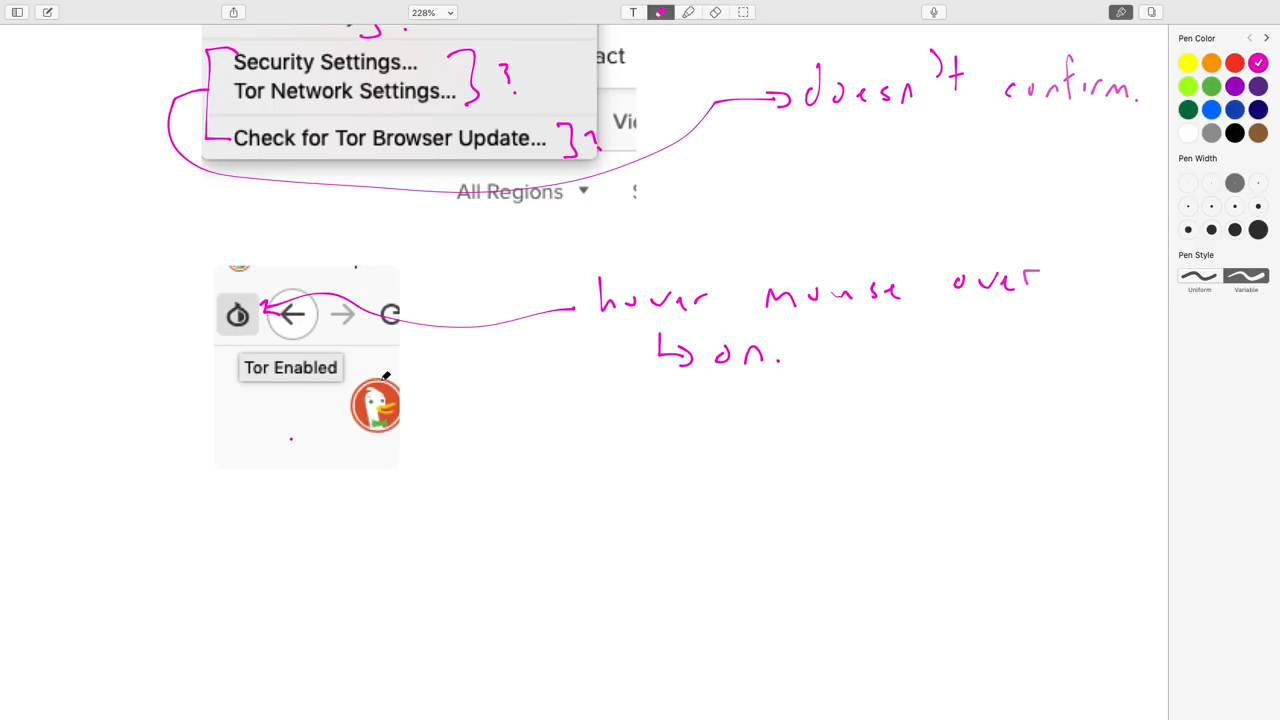 228%
T
Pen Color
act
Security Settings...
} ?
doesn't confirm.
Tor Network Settings...
Check for Tor Browser Update...
} ?
All Regions
Pen Width
Pen Style
Uniform
Variable
hover mouse over
↳ on.
Tor Enabled